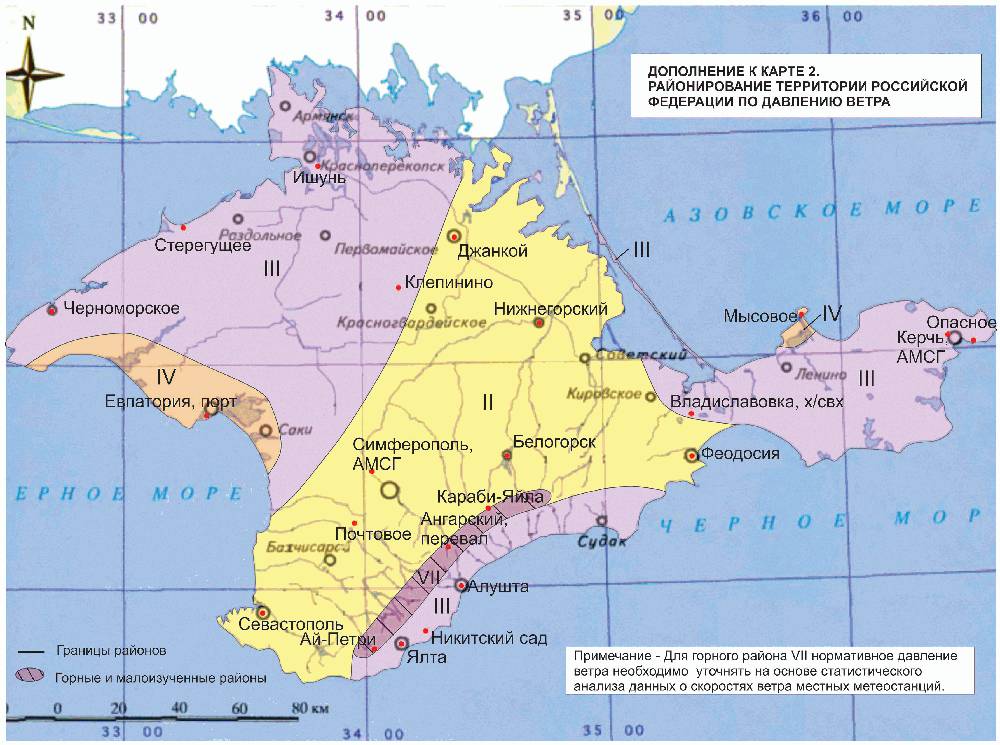 33 00
34 00
35 00
36 00
N
ДОПОЛНЕНИЕ К КАРТЕ 2.
РАЙОНИРОВАНИЕ ТЕРРИТОРИИ РОССИЙСКОЙ
ФЕДЕРАЦИИ ПО ДАВЛЕНИЮ ВЕТРА
Армянск
Красноперекопск
Ишунь
АЗОВСКОЕ МОРЕ
Раздольное
Стерегущее
Первомайское
Джанкой
III
III
Клепинино
Черноморское
Нижнегорский
Красногвардейское
Мысовое
IV
Опасное
Керчь,
АМСГ
Советский
IV
Ленино
III
Евпатория, порт
II
Кировское
Владиславовка, х/свх
Саки
Симферополь,
АМСГ
Белогорск
Феодосия
ЕРНОЕ МОРЕ
Караби-Яйла
Ангарский,
перевал
Почтовое
ЧЕРНОЕ МОР
Судак
Бахчисарай
VII
Алушта
III
Севастополь
Ай-Петри
Никитский сад
Ялта
Границы районов
Горные и малоизученные районы
Примечание - Для горного района VII нормативное давление
ветра необходимо уточнять на основе статистического
анализа данных о скоростях ветра местных метеостанций.
0 20 40 60 80 км
33 00
34 00
35 00